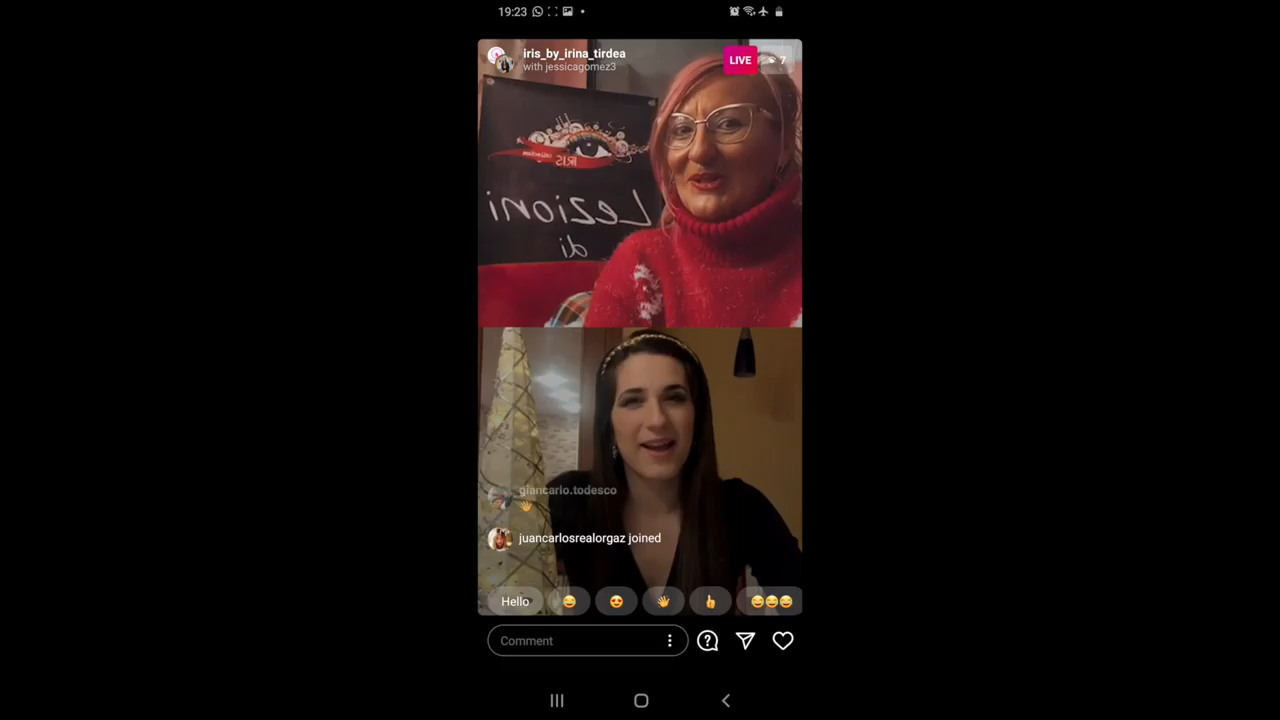 19:23
iris_by_irina_tirdea
with jessicagomez3
LIVE
7
IRIS
Lezioni
di
giancarlo.todesco
👋
juancarlosrealorgaz joined
Hello
😂
😍
👋
👍
😂😂😂
Comment